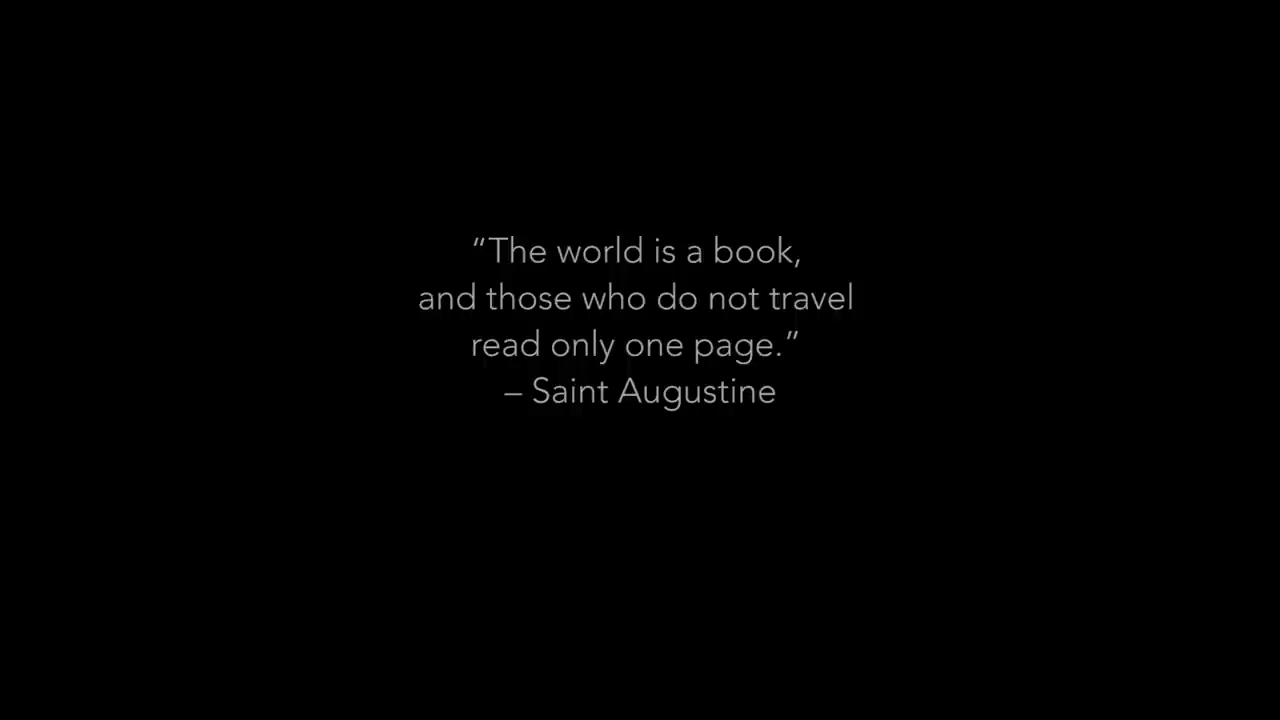 “The world is a book,
and those who do not travel
read only one page.”
– Saint Augustine